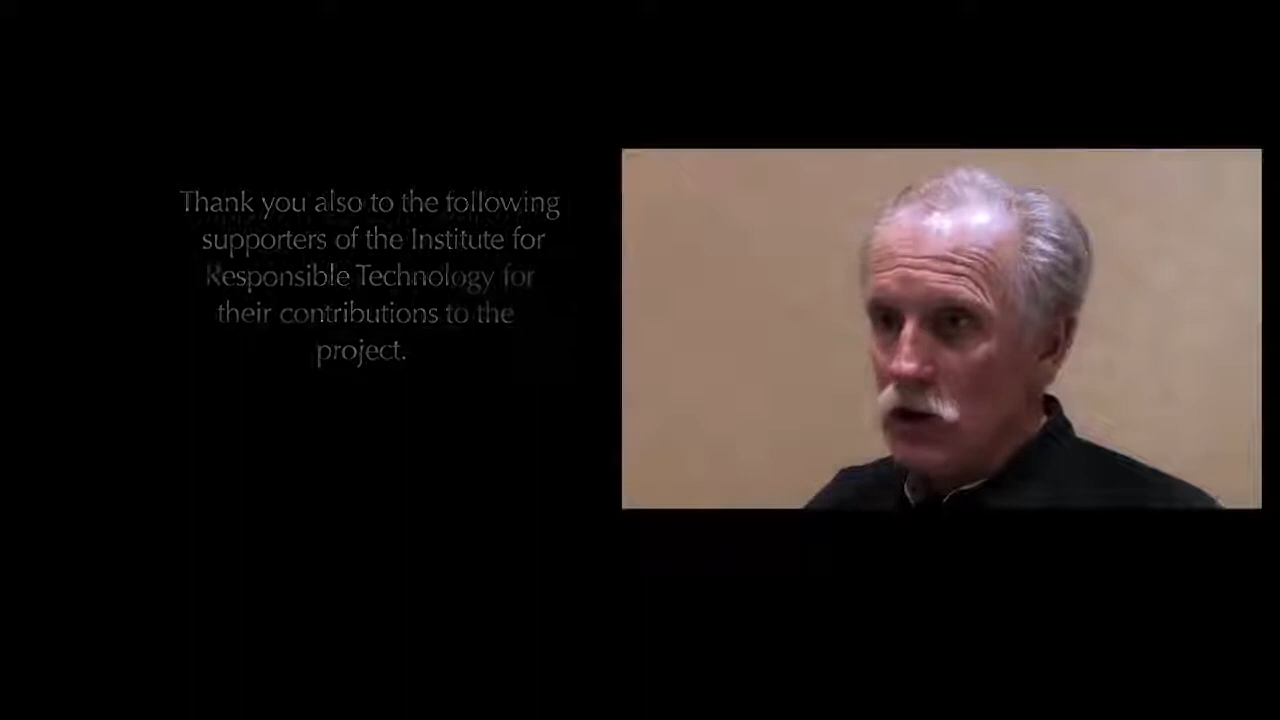 Thank you also to the following
supporters of the Institute for
Responsible Technology for
their contributions to the
project.